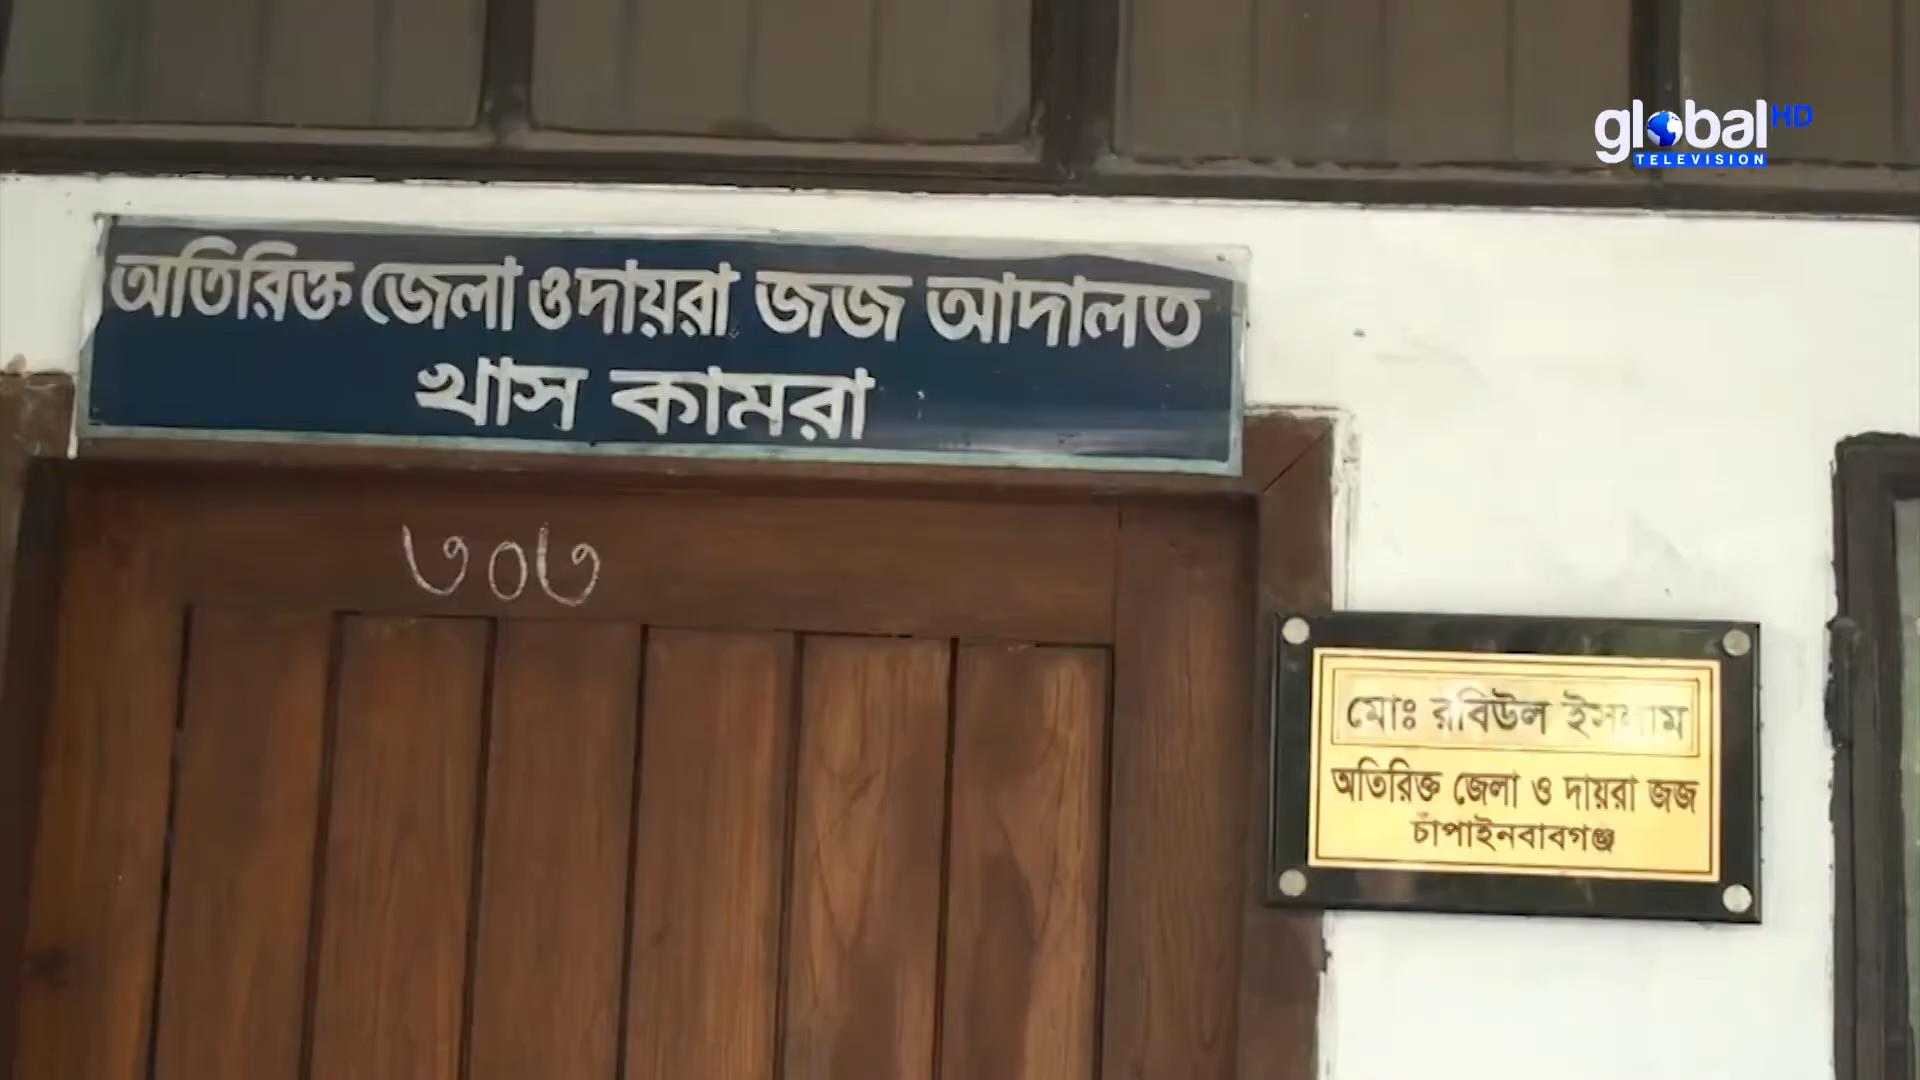 global HD
TELEVISION
অতিরিক্ত জেলা ও দায়রা জজ আদালত
খাস কামরা
৩০৩
মোঃ রবিউল ইসলাম
অতিরিক্ত জেলা ও দায়রা জজ
চাঁপাইনবাবগঞ্জ